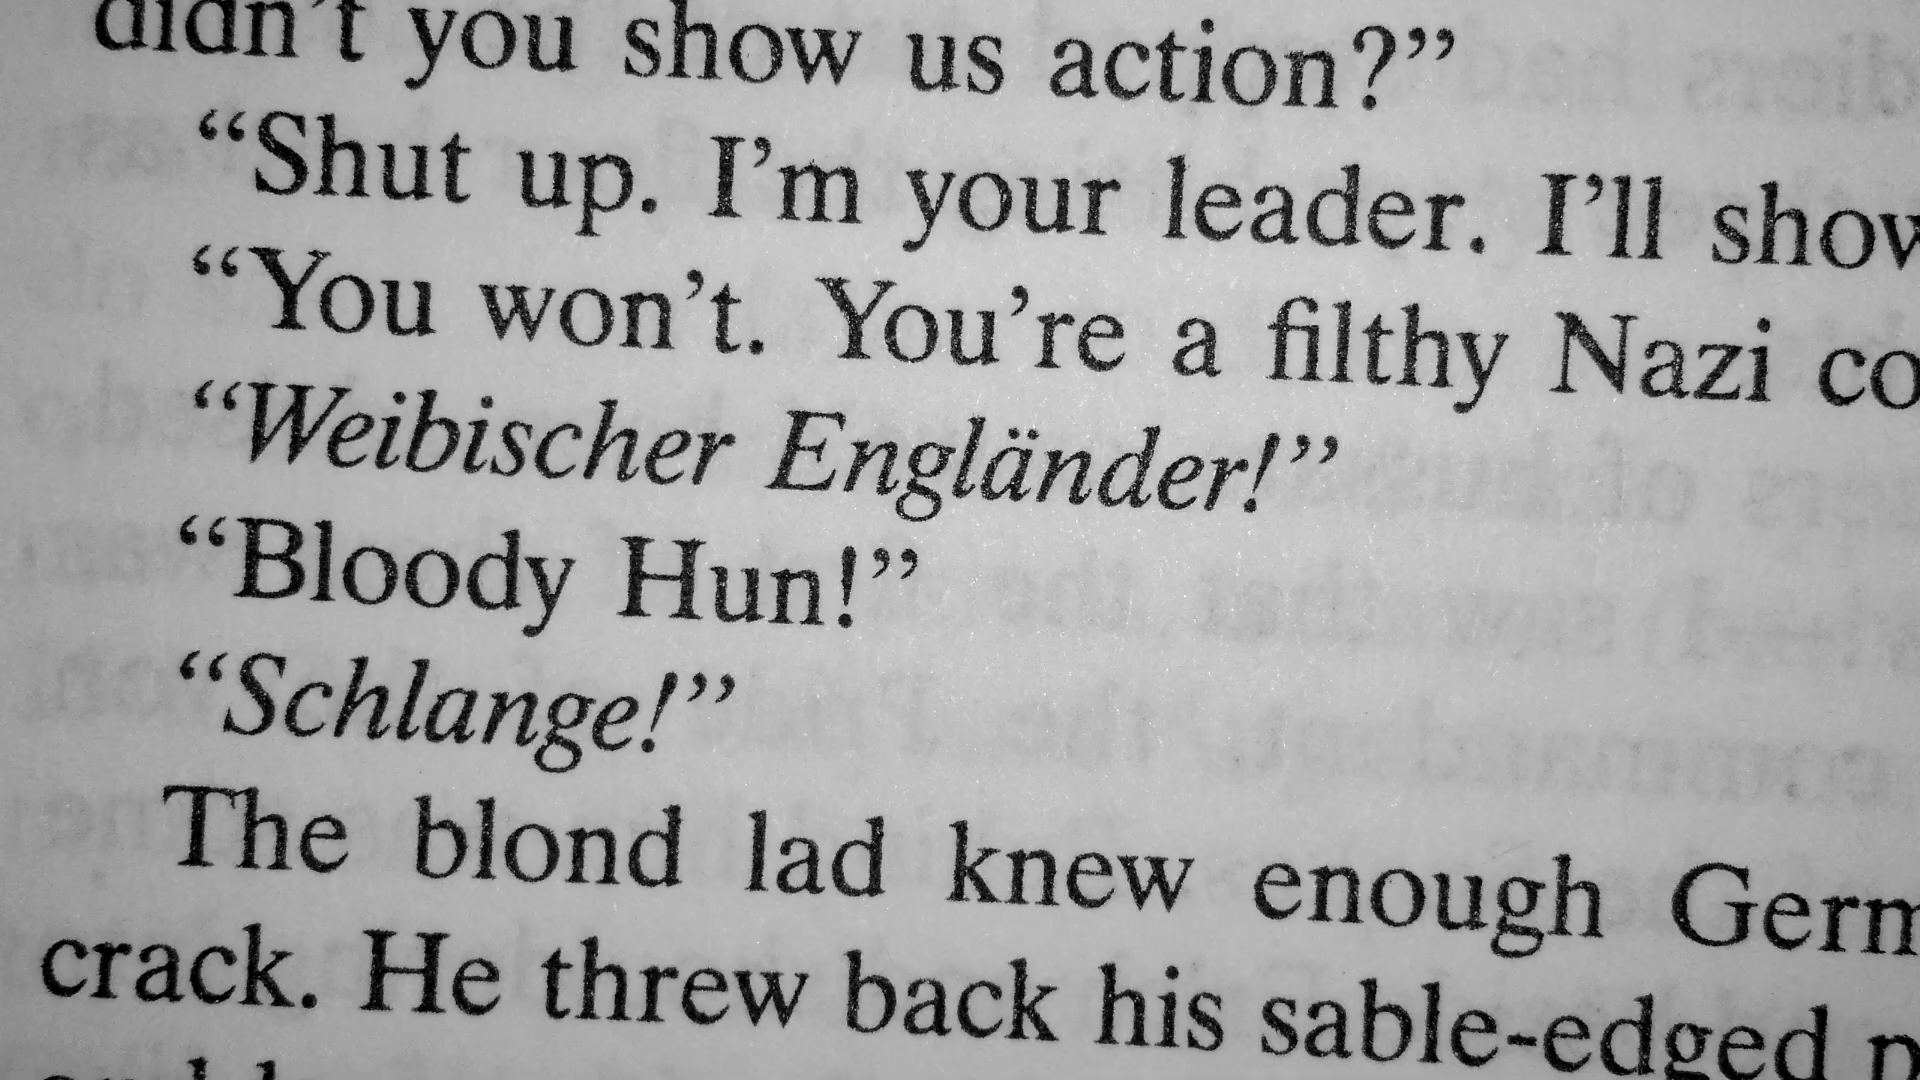 didn't you show us action?”
“Shut up. I'm your leader. I'll show
“You won't. You're a filthy Nazi co
“Weibischer Engländer!”
“Bloody Hun!”
“Schlange!”
The blond lad knew enough Germ
crack. He threw back his sable-edged p